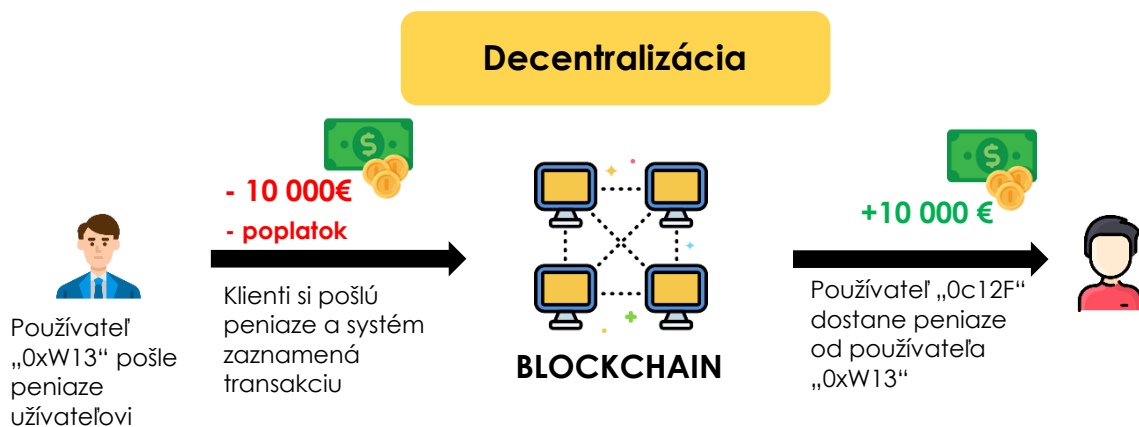 Decentralizácia
- 10 000€
- poplatok
Používateľ
„0xW13“ pošle
peniaze
užívateľovi
Klienti si pošlú
peniaze a systém
zaznamená
transakciu
BLOCKCHAIN
+10 000 €
Používateľ „0c12F“
dostane peniaze
od používateľa
„0xW13“